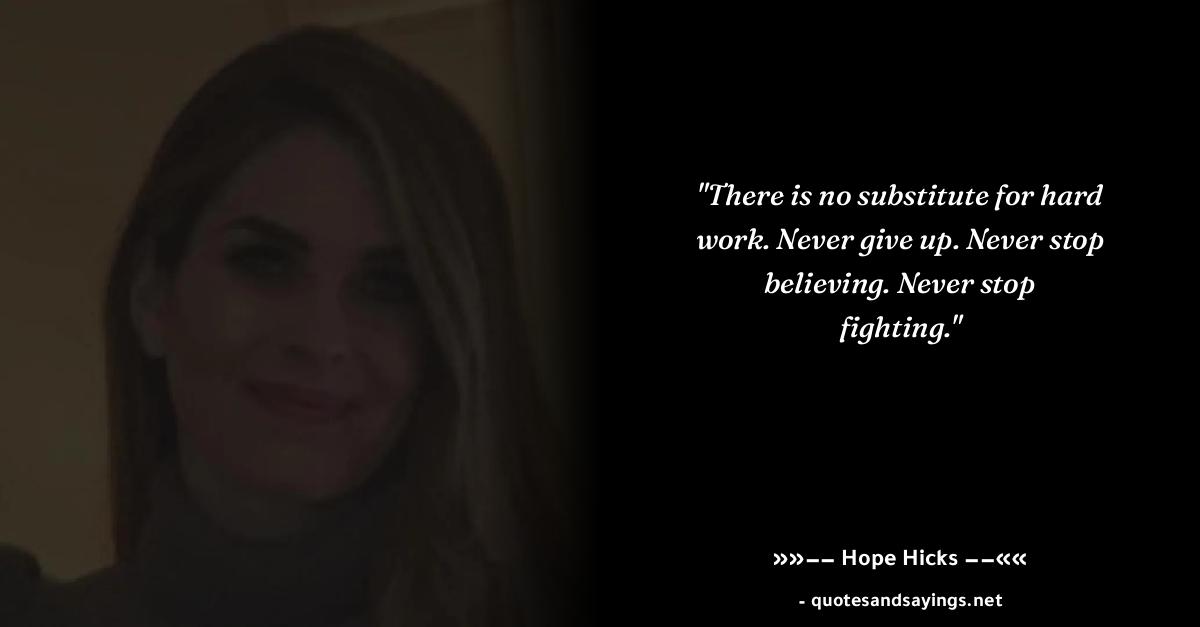 "There is no substitute for hard
work. Never give up. Never stop
believing. Never stop
fighting."
»»—— Hope Hicks ——««
- quotesandsayings.net